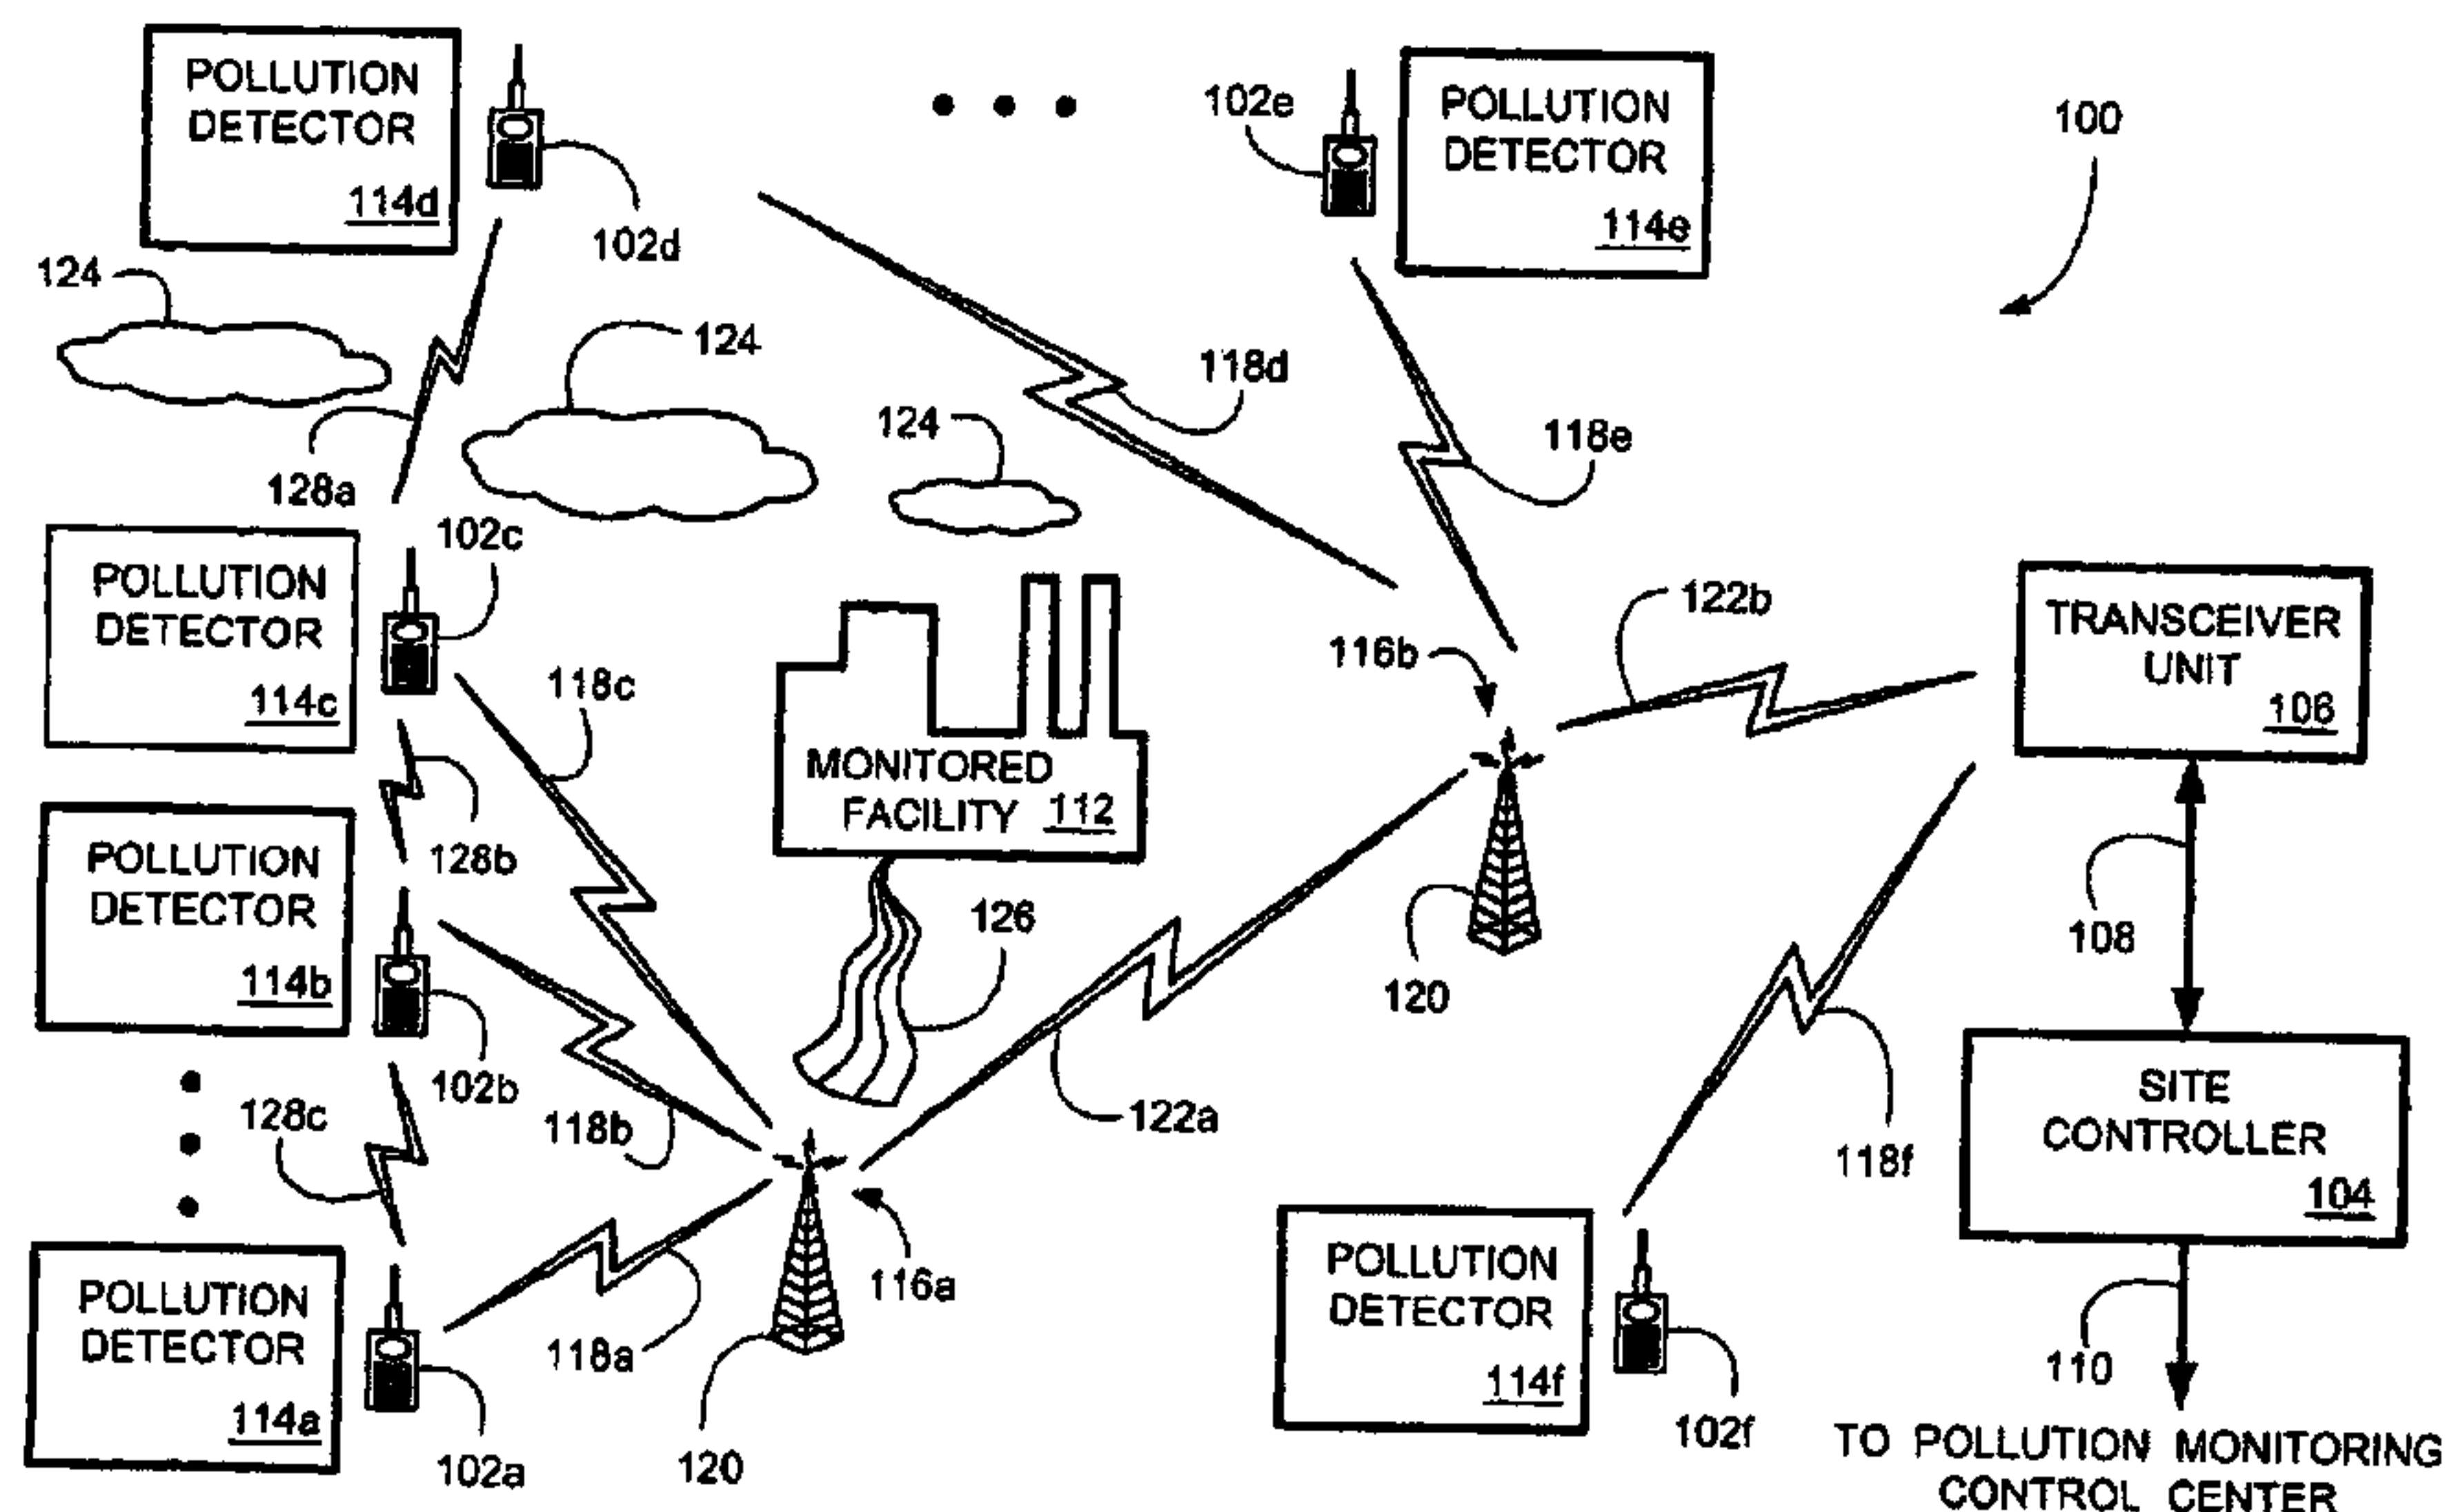 POLLUTION
DETECTOR
114d
102d
102e
POLLUTION
DETECTOR
114e
100
124
124
124
118d
118e
128a
102c
POLLUTION
DETECTOR
114c
118c
128b
MONITORED
FACILITY 112
116b
122b
TRANSCEIVER
UNIT
106
108
POLLUTION
DETECTOR
114b
102b
126
120
128c
118b
122a
118f
SITE
CONTROLLER
104
POLLUTION
DETECTOR
114a
102a
118a
116a
120
POLLUTION
DETECTOR
114f
102f
110
TO POLLUTION MONITORING
CONTROL CENTER